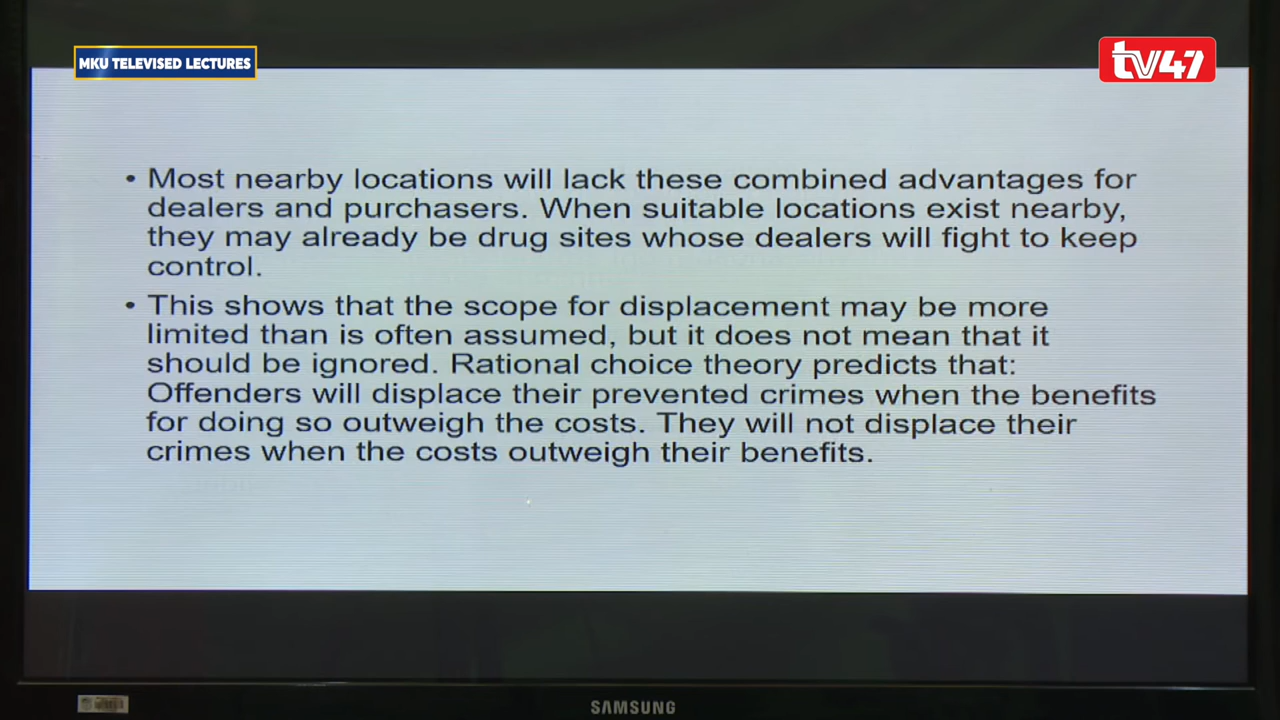 MKU TELEVISED LECTURES
tv47
• Most nearby locations will lack these combined advantages for
dealers and purchasers. When suitable locations exist nearby,
they may already be drug sites whose dealers will fight to keep
control.
• This shows that the scope for displacement may be more
limited than is often assumed, but it does not mean that it
should be ignored. Rational choice theory predicts that:
Offenders will displace their prevented crimes when the benefits
for doing so outweigh the costs. They will not displace their
crimes when the costs outweigh their benefits.
SAMSUNG